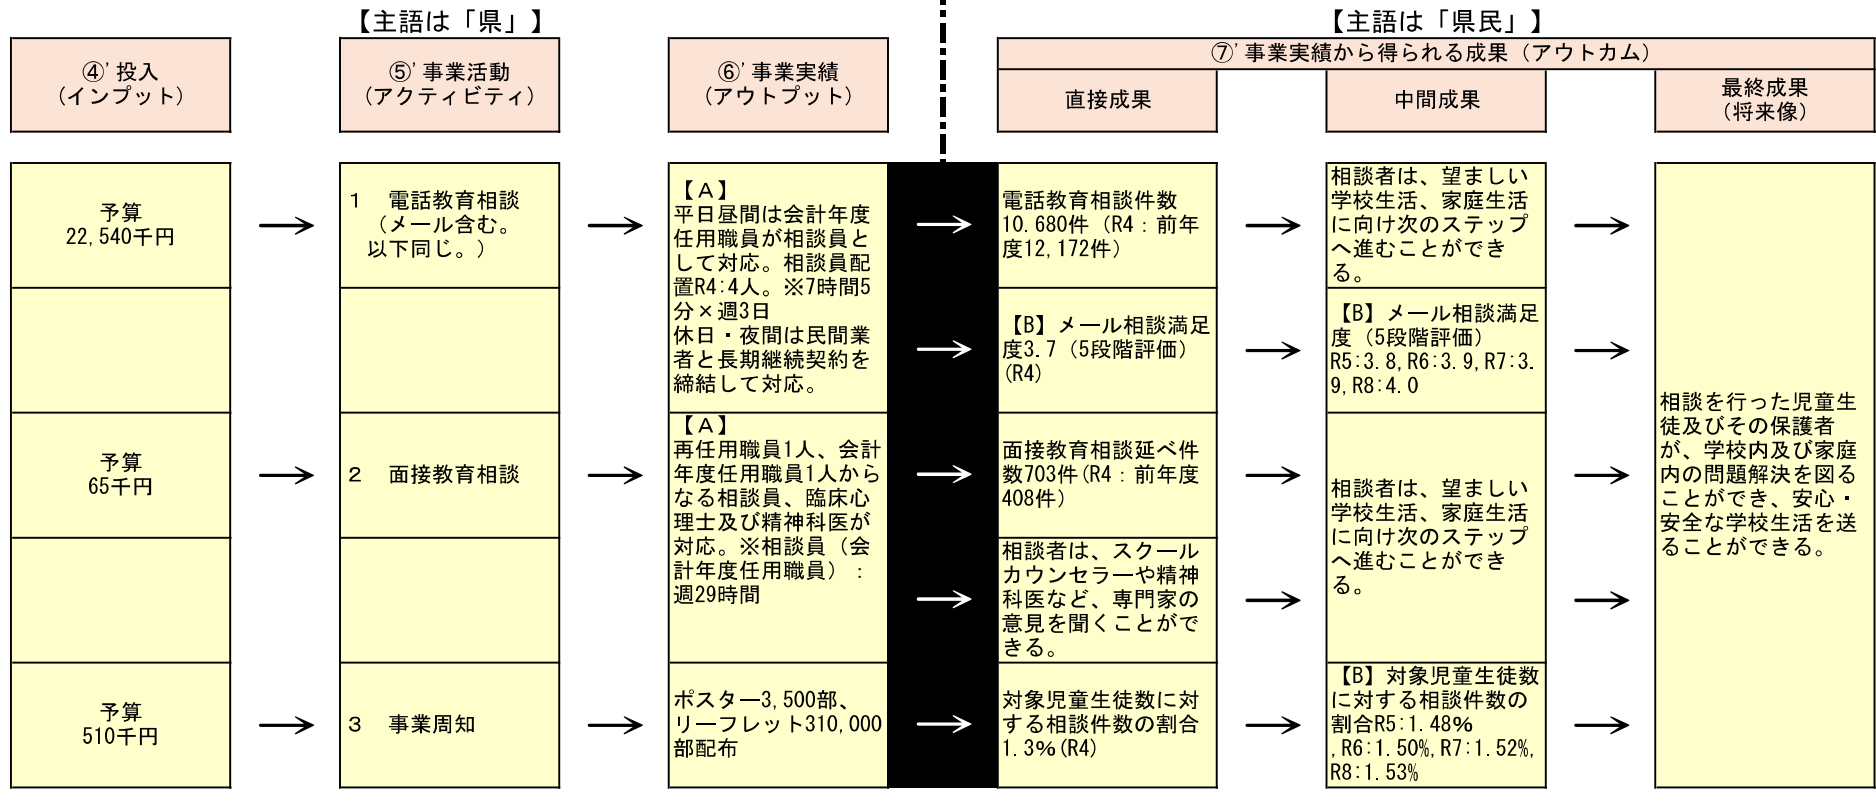 【主語は「県」】
【主語は「県民」】
④’投入
（インプット）
⑤’事業活動
（アクティビティ）
⑥’事業実績
（アウトプット）
⑦’事業実績から得られる成果（アウトカム）
直接成果
中間成果
最終成果
（将来像）
予算
22,540千円
→
1　電話教育相談
（メール含む。
以下同じ。）
→
【Ａ】
平日昼間は会計年度
任用職員が相談員と
して対応。相談員配
置R4:4人。※7時間5
分×週3日
休日・夜間は民間業
者と長期継続契約を
締結して対応。
→
電話教育相談件数
10.680件（R4：前年
度12,172件）
→
相談者は、望ましい
学校生活、家庭生活
に向け次のステップ
へ進むことができ
る。
→
→
【B】メール相談満足
度3.7（5段階評価）
(R4)
→
【B】メール相談満足
度（5段階評価）
R5:3.8,R6:3.9,R7:3.
9,R8:4.0
→
予算
65千円
→
2　面接教育相談
→
【Ａ】
再任用職員1人、会計
年度任用職員1人から
なる相談員、臨床心
理士及び精神科医が
対応。※相談員（会
計年度任用職員）：
週29時間
→
面接教育相談延べ件
数703件(R4：前年度
408件）
→
相談者は、望ましい
学校生活、家庭生活
に向け次のステップ
へ進むことができ
る。
→
→
相談者は、スクール
カウンセラーや精神
科医など、専門家の
意見を聞くことがで
きる。
→
→
予算
510千円
→
3　事業周知
→
ポスター3,500部、
リーフレット310,000
部配布
→
対象児童生徒数に対
する相談件数の割合
1.3%(R4)
→
【B】対象児童生徒数
に対する相談件数の
割合R5:1.48%
,R6:1.50%,R7:1.52%,
R8:1.53%
→
相談を行った児童生
徒及びその保護者
が、学校内及び家庭
内の問題解決を図る
ことができ、安心・
安全な学校生活を送
ることができる。